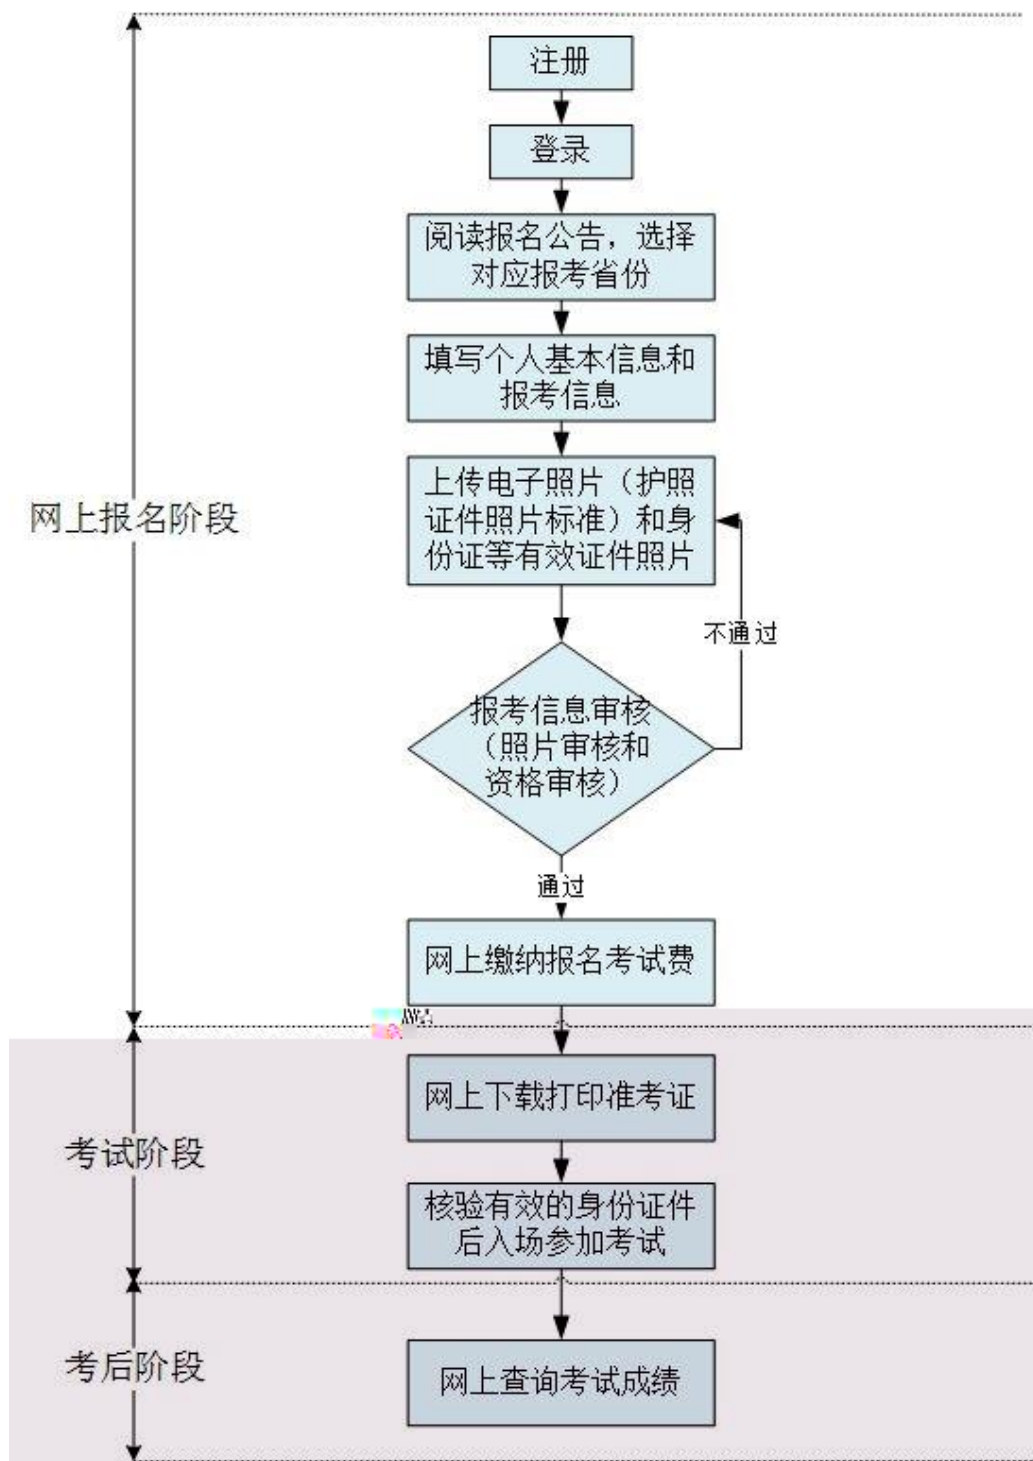 注册
登录
阅读报名公告，选择
对应报考省份
填写个人基本信息和
报考信息
上传电子照片（护照
证件照片标准）和身
份证等有效证件照片
网上报名阶段
不通过
报考信息审核
（照片审核和
资格审核）
通过
网上缴纳报名考试费
网上下载打印准考证
考试阶段
核验有效的身份证件
后入场参加考试
考后阶段
网上查询考试成绩